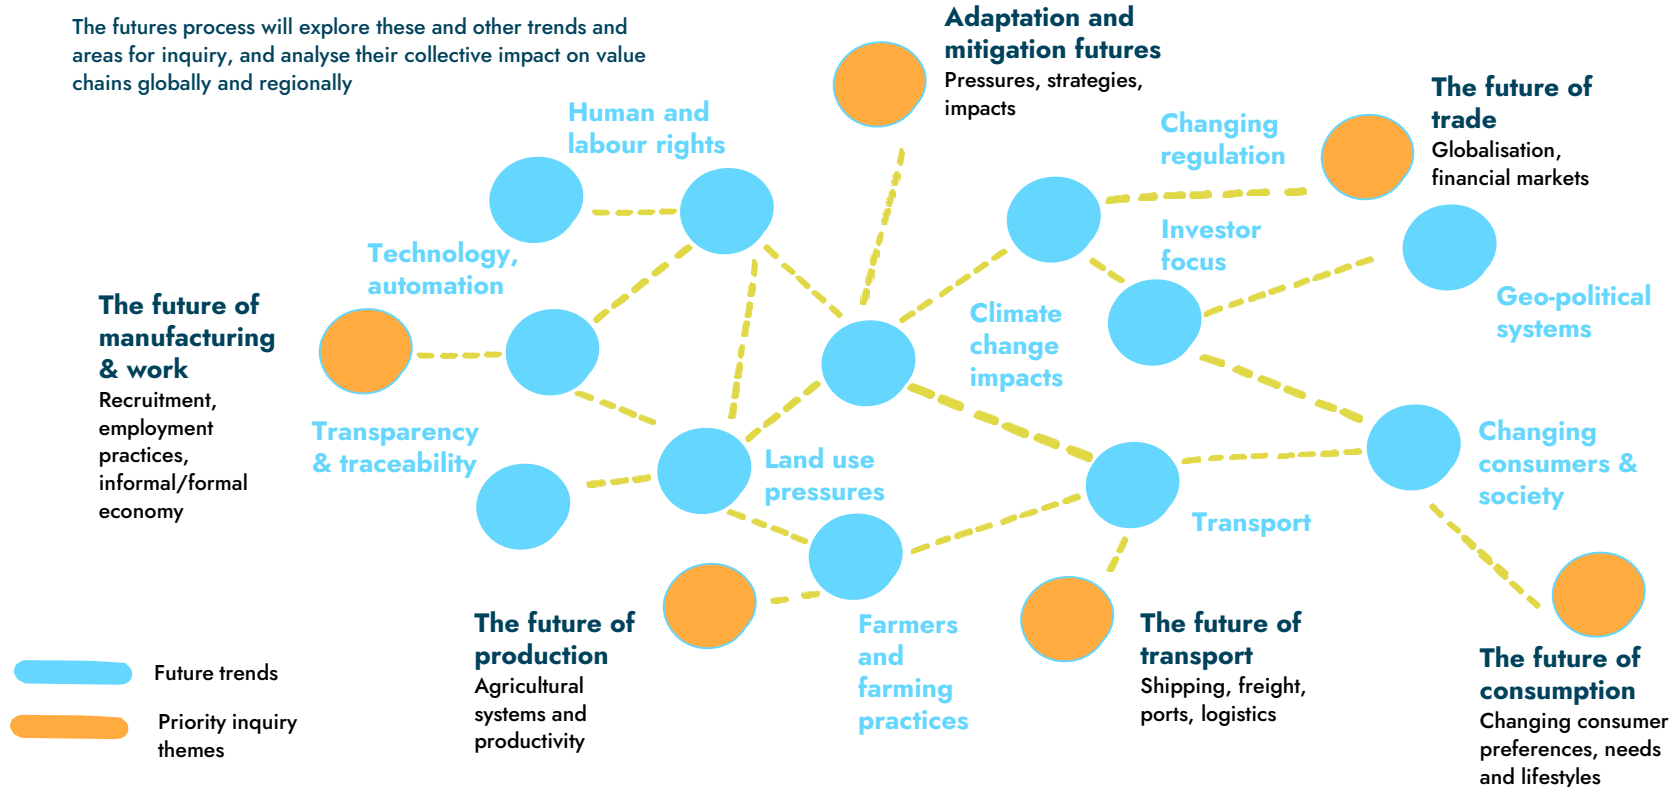 The futures process will explore these and other trends and
areas for inquiry, and analyse their collective impact on value
chains globally and regionally
Adaptation and
mitigation futures
Pressures, strategies,
impacts
The future of
trade
Globalisation,
financial markets
Human and
labour rights
Changing
regulation
Technology,
automation
Investor
focus
Geo-political
systems
The future of
manufacturing
& work
Recruitment,
employment
practices,
informal/formal
economy
Climate
change
impacts
Transparency
& traceability
Land use
pressures
Changing
consumers &
society
Transport
The future of
production
Agricultural
systems and
productivity
Farmers
and
farming
practices
The future of
transport
Shipping, freight,
ports, logistics
The future of
consumption
Changing consumer
preferences, needs
and lifestyles
Future trends
Priority inquiry
themes